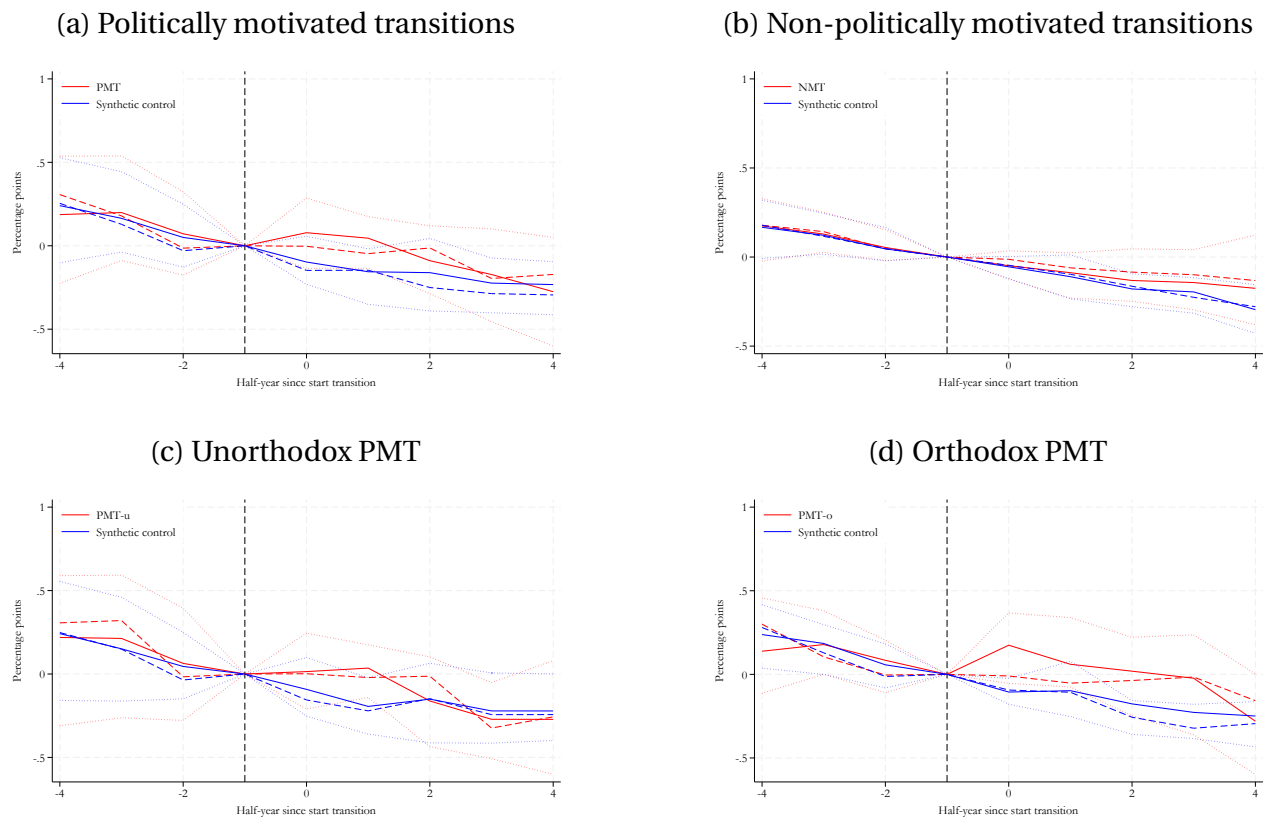 (a) Politically motivated transitions
1
.5
0
-.5
Percentage points
PMT
Synthetic control
-4 -2 0 2 4
Half-year since start transition
(b) Non-politically motivated transitions
1
.5
0
-.5
Percentage points
NMT
Synthetic control
-4 -2 0 2 4
Half-year since start transition
(c) Unorthodox PMT
1
.5
0
-.5
Percentage points
PMT-u
Synthetic control
-4 -2 0 2 4
Half-year since start transition
(d) Orthodox PMT
1
.5
0
-.5
Percentage points
PMT-o
Synthetic control
-4 -2 0 2 4
Half-year since start transition